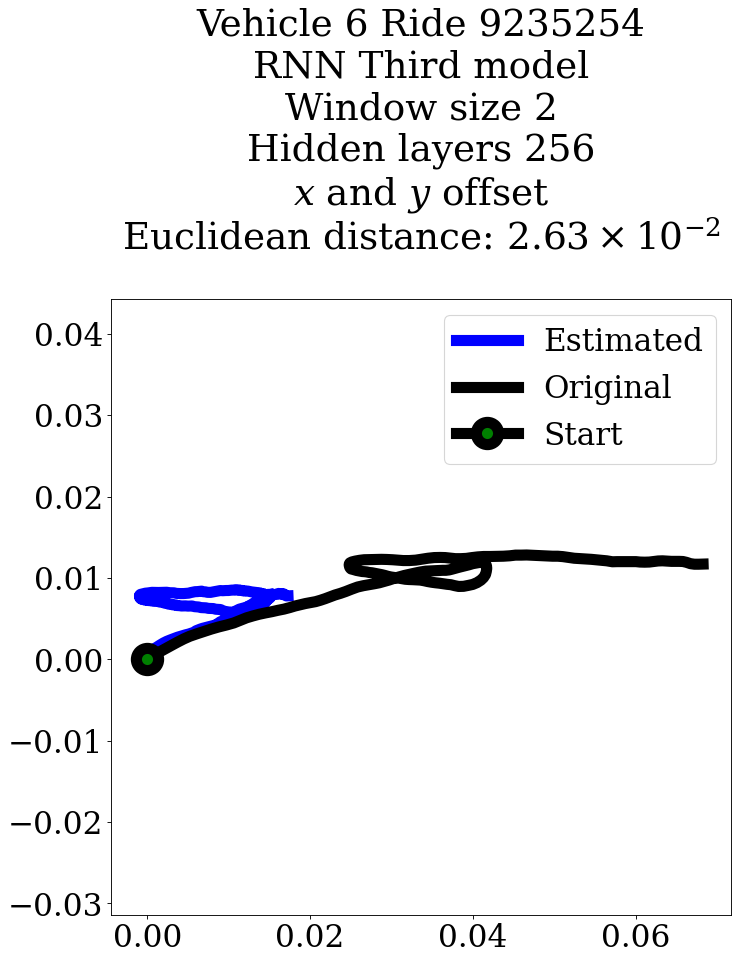 Vehicle 6 Ride 9235254
RNN Third model
Window size 2
Hidden layers 256
x and y offset
Euclidean distance: 2.63 × 10⁻²
Estimated
Original
Start
0.04
0.03
0.02
0.01
0.00
−0.01
−0.02
−0.03
0.00 0.02 0.04 0.06